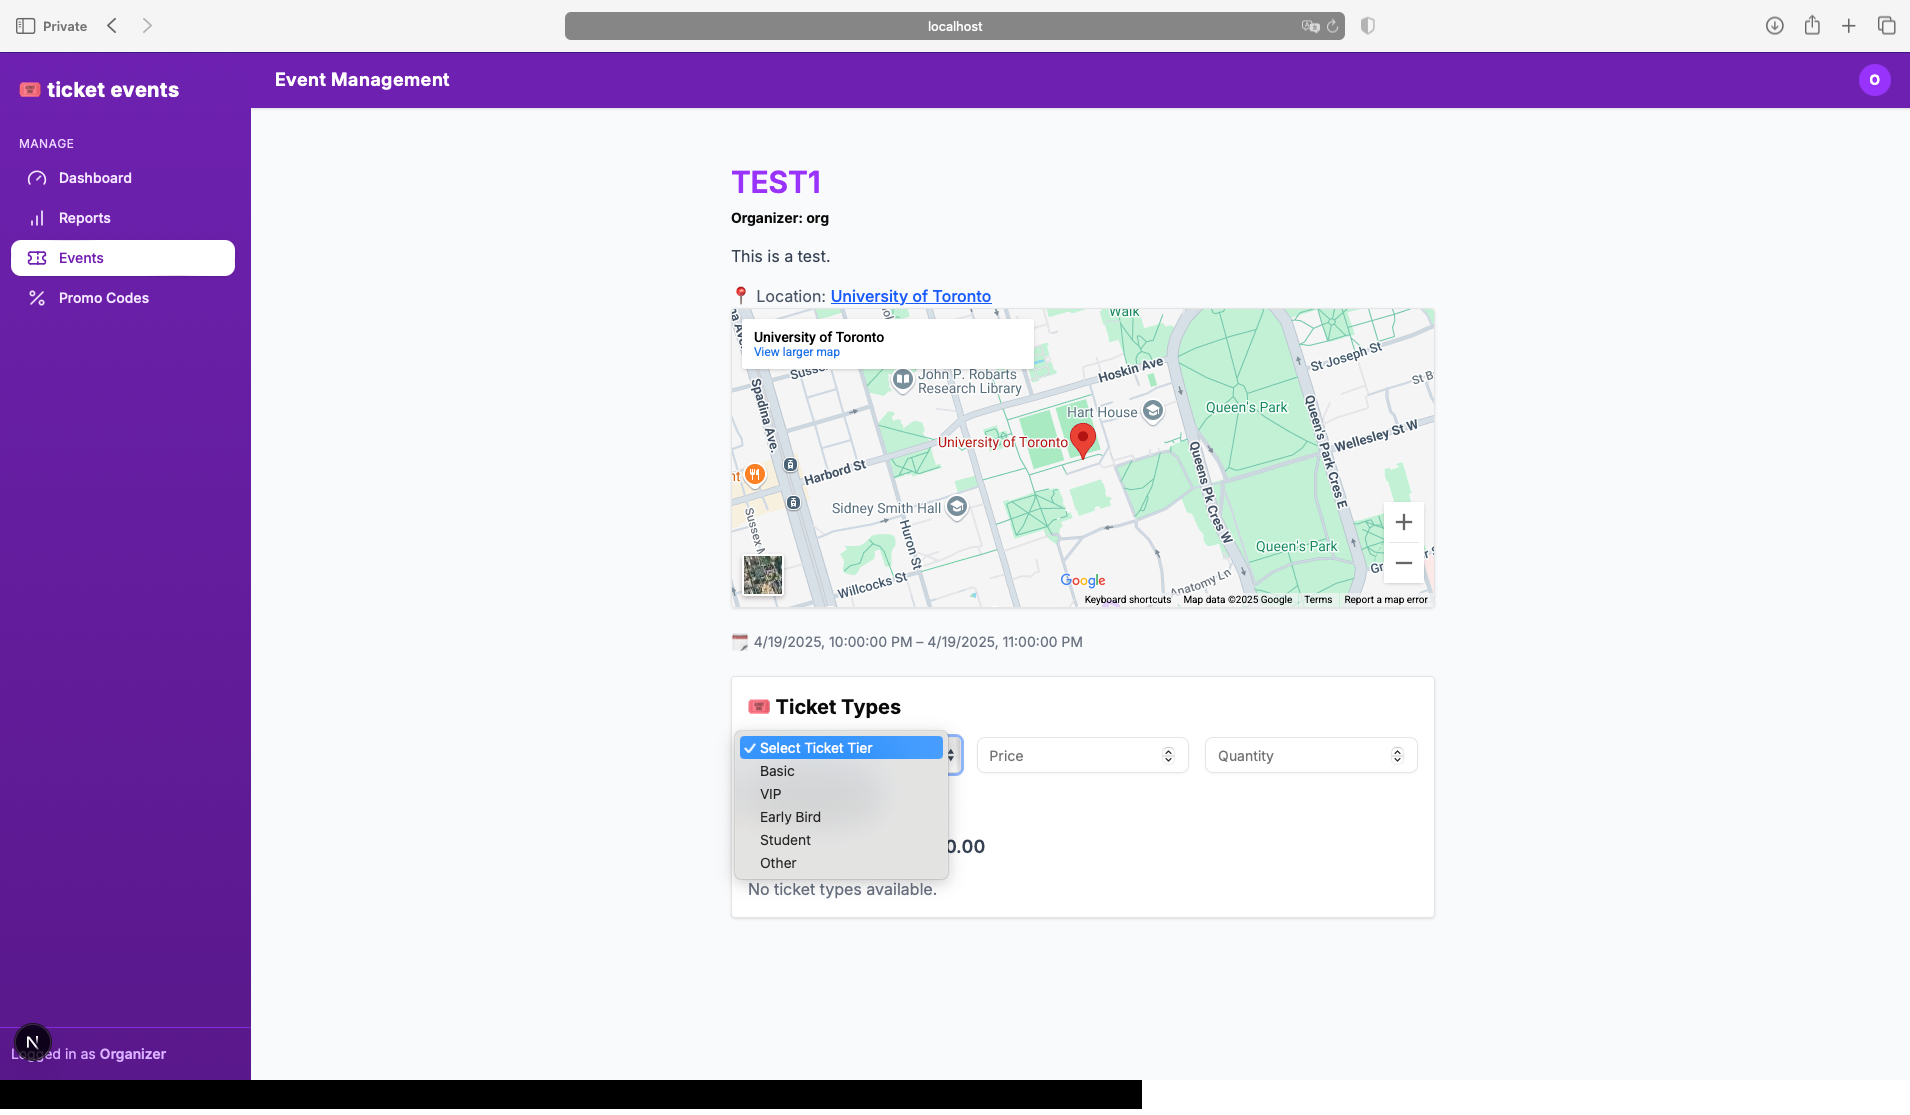 Private
localhost
ticket events
Event Management
O
MANAGE
Dashboard
Reports
Events
Promo Codes
TEST1
Organizer: org
This is a test.
Location: University of Toronto
University of Toronto
View larger map
Walk
Spadina Ave.
John P. Robarts
Research Library
Hoskin Ave
St Joseph St
Hart House
Queen's Park
Wellesley St W
University of Toronto
Harbord St
Sidney Smith Hall
Huron St
Queens Pk Cres W
Queen's Park Cres E
Queen's Park
Willcocks St
Anatomy Ln
Google
Keyboard shortcuts
Map data ©2025 Google
Terms
Report a map error
4/19/2025, 10:00:00 PM – 4/19/2025, 11:00:00 PM
Ticket Types
Select Ticket Tier
Price
Quantity
Basic
VIP
Early Bird
Student
Other
0.00
No ticket types available.
N
Logged in as Organizer